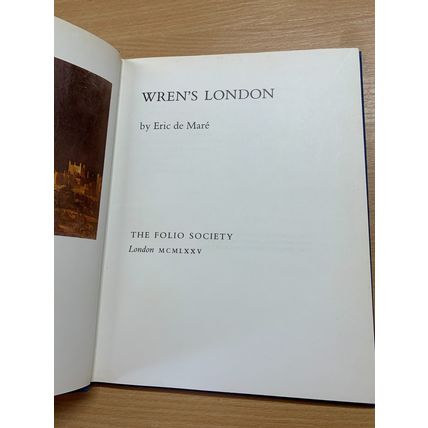 WREN'S LONDON
by Eric de Maré
THE FOLIO SOCIETY
London MCMLXXV